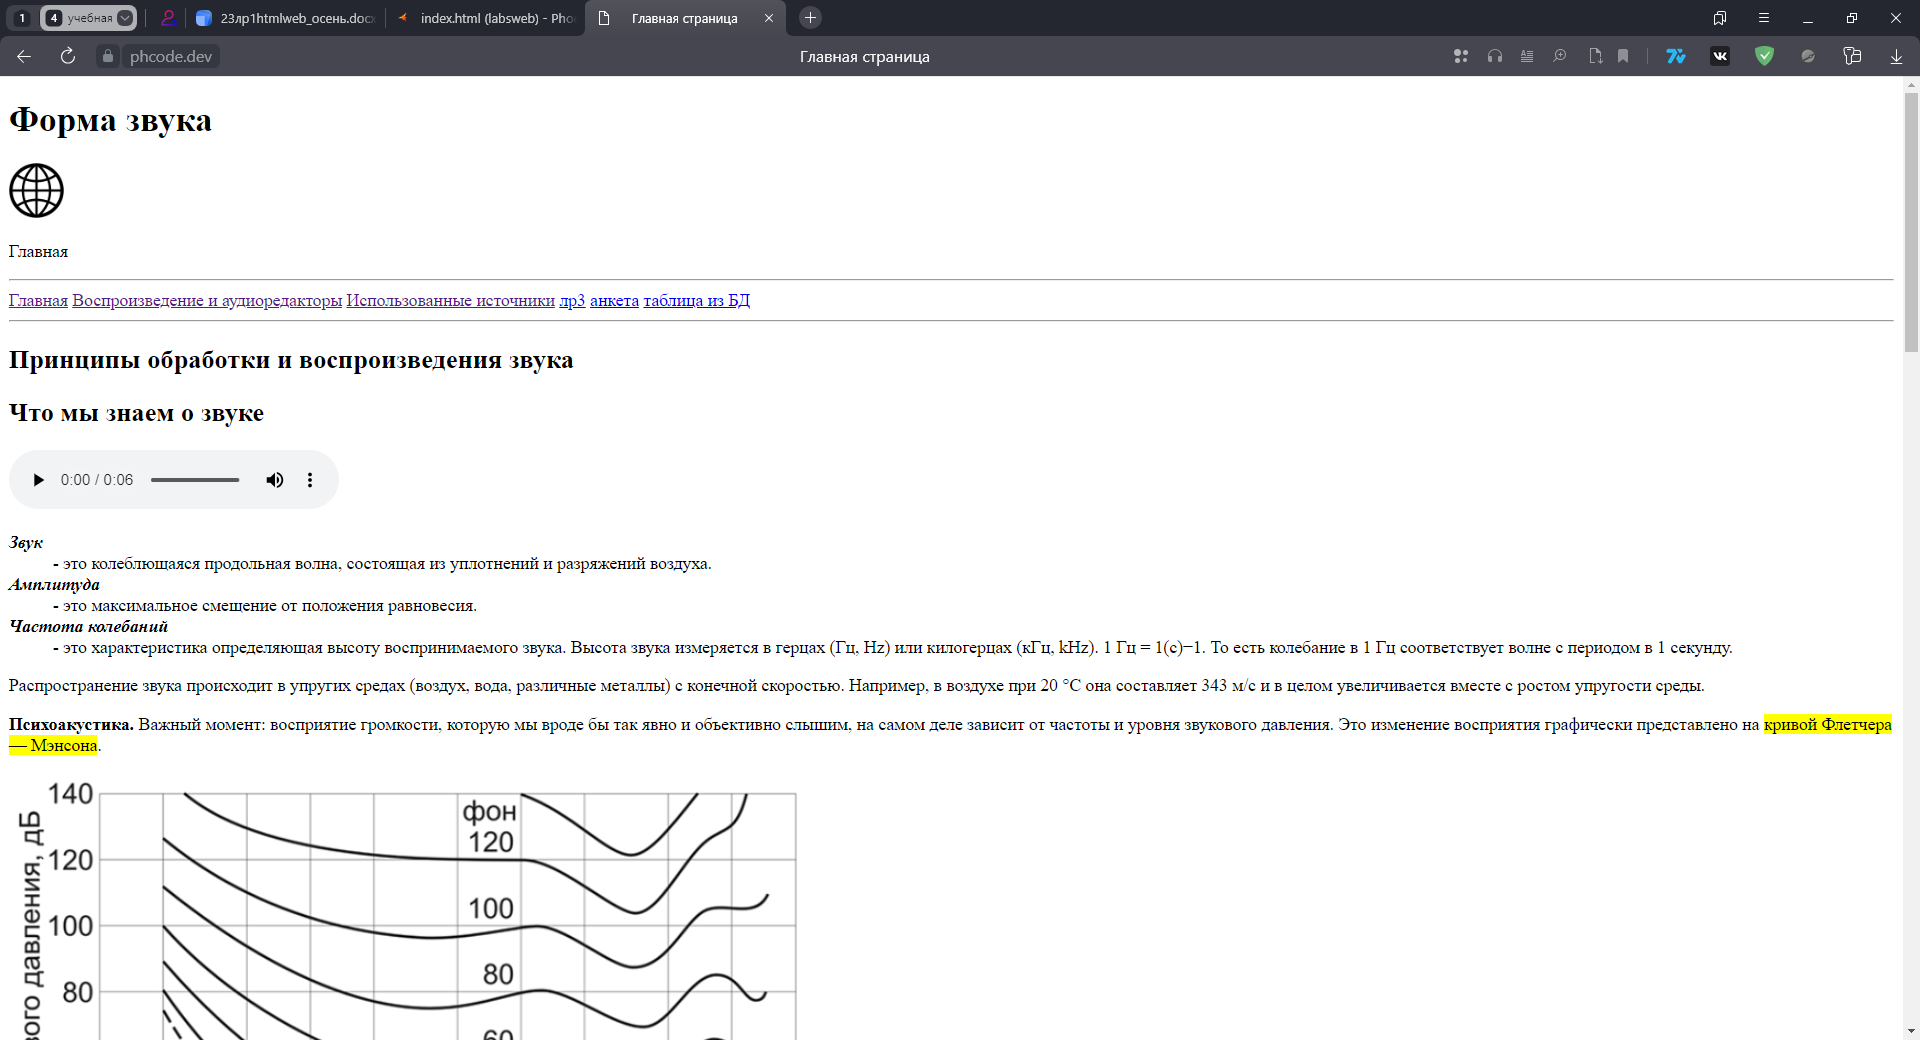 1
4 учебная
23лр1htmlweb_осень.docx
index.html (labsweb) - Pho
Главная страница
phcode.dev
Главная страница
Форма звука
Главная
Главная Воспроизведение и аудиоредакторы Использованные источники лр3 анкета таблица из БД
Принципы обработки и воспроизведения звука
Что мы знаем о звуке
0:00 / 0:06
Звук
- это колеблющаяся продольная волна, состоящая из уплотнений и разряжений воздуха.
Амплитуда
- это максимальное смещение от положения равновесия.
Частота колебаний
- это характеристика определяющая высоту воспринимаемого звука. Высота звука измеряется в герцах (Гц, Hz) или килогерцах (кГц, kHz). 1 Гц = 1(с)−1. То есть колебание в 1 Гц соответствует волне с периодом в 1 секунду.
Распространение звука происходит в упругих средах (воздух, вода, различные металлы) с конечной скоростью. Например, в воздухе при 20 °C она составляет 343 м/с и в целом увеличивается вместе с ростом упругости среды.
Психоакустика. Важный момент: восприятие громкости, которую мы вроде бы так явно и объективно слышим, на самом деле зависит от частоты и уровня звукового давления. Это изменение восприятия графически представлено на кривой Флетчера
— Мэнсона.
140
фон
120
120
100
100
80
80
60
давления, дБ